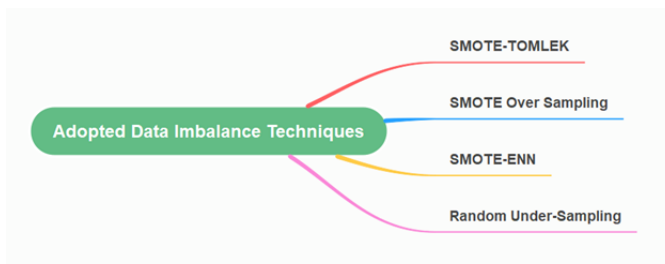 Adopted Data Imbalance Techniques
SMOTE-TOMLEK
SMOTE Over Sampling
SMOTE-ENN
Random Under-Sampling